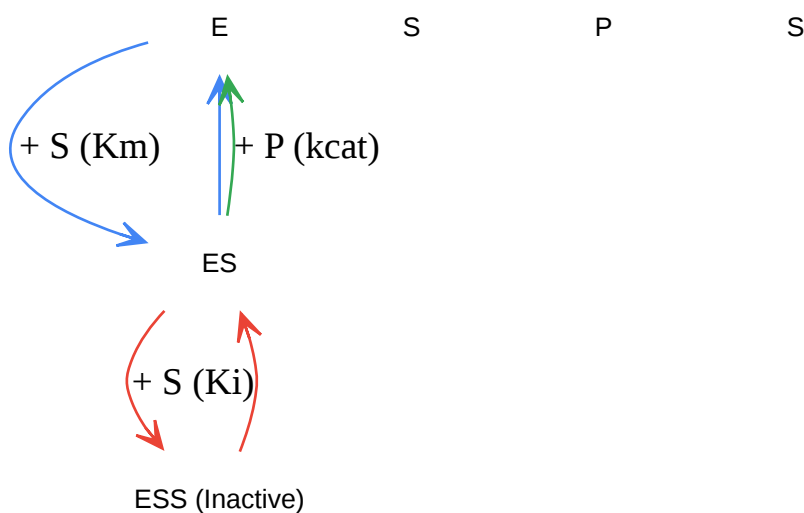 E S P S
+ S (Km) + P (kcat)
ES
+ S (Ki)
ESS (Inactive)